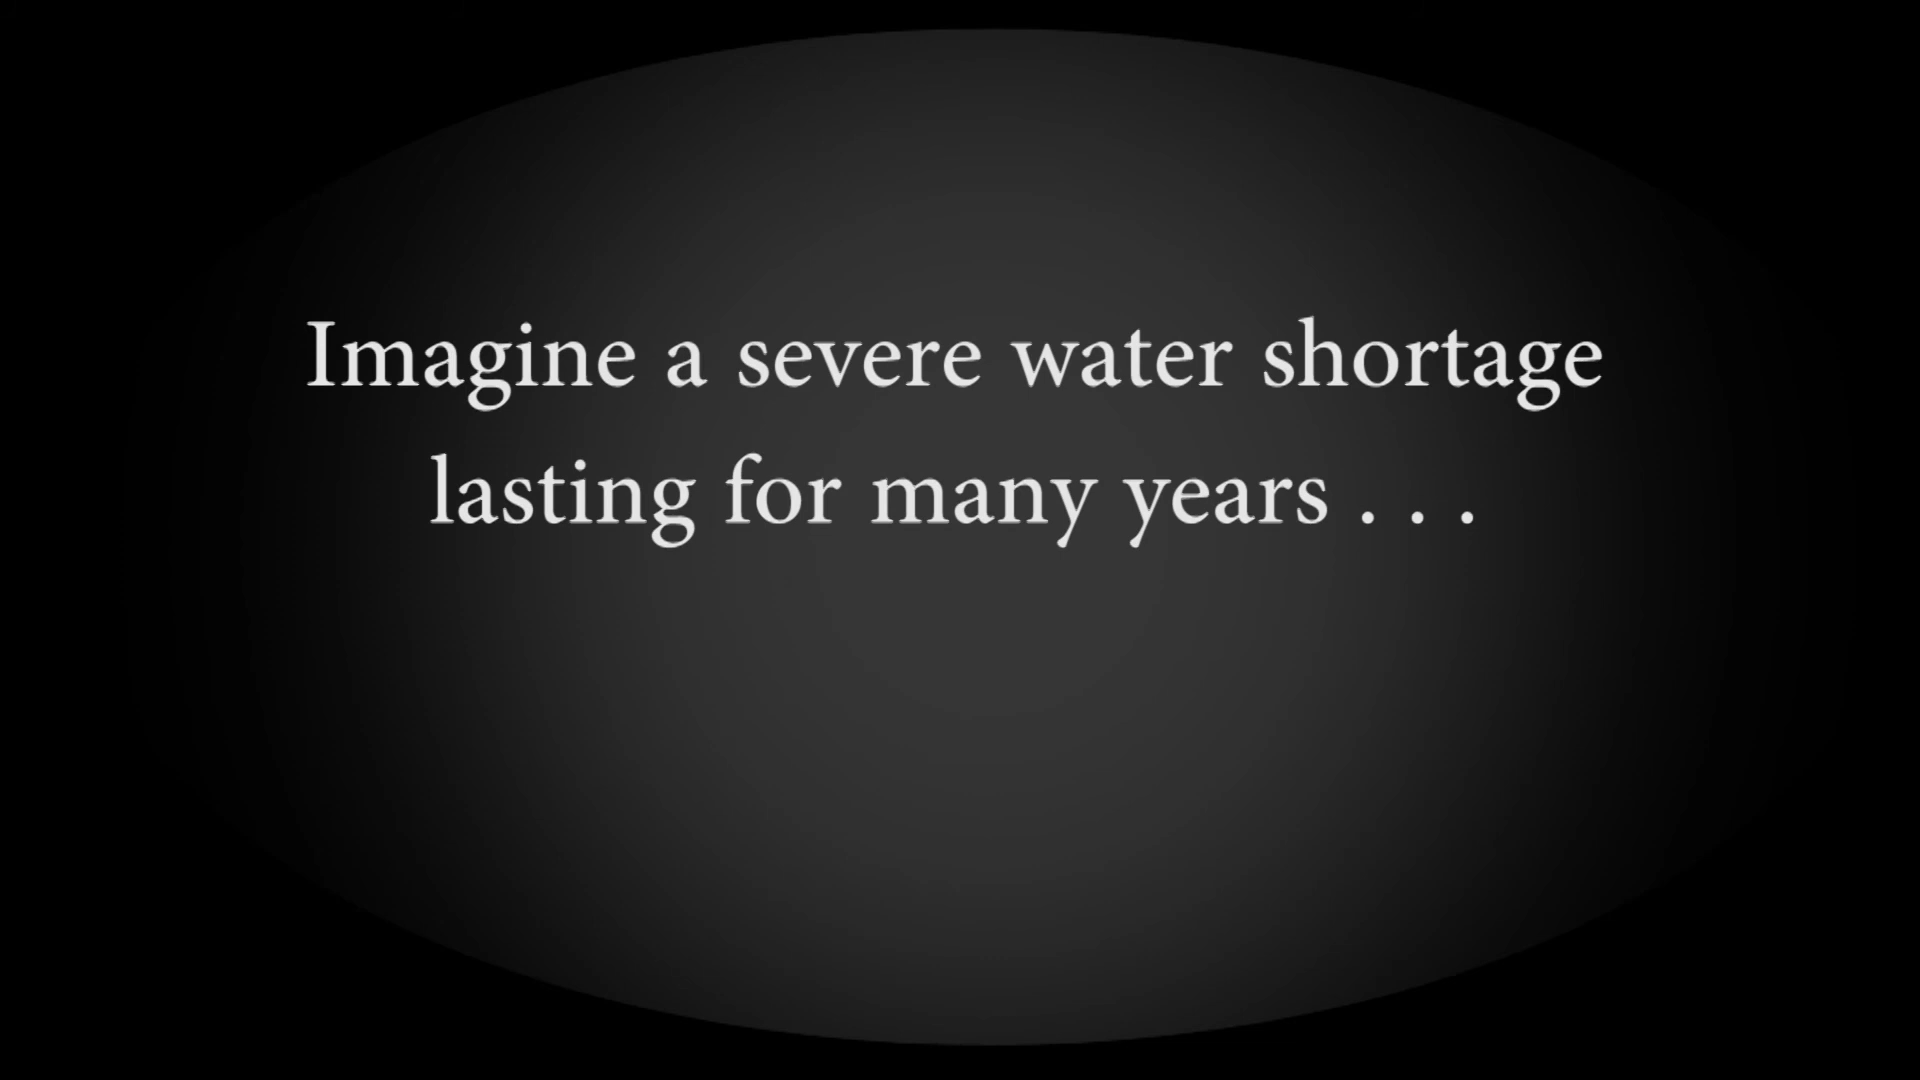 Imagine a severe water shortage
lasting for many years . . .